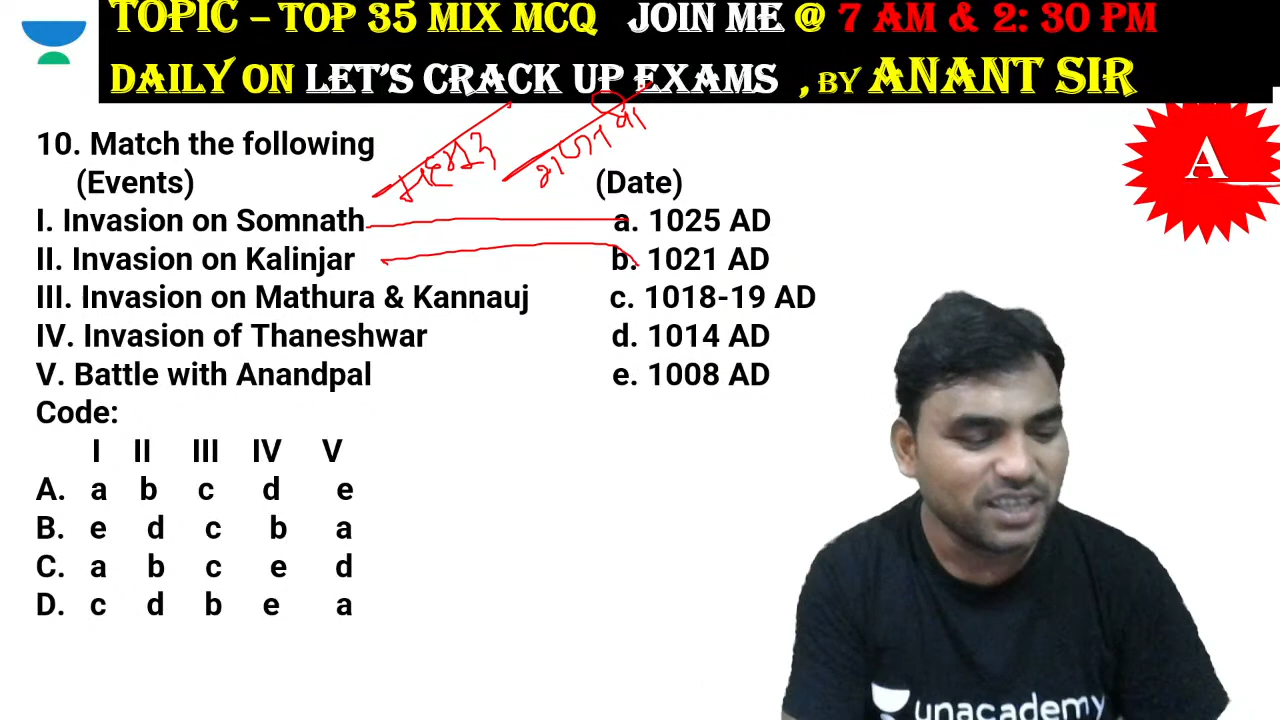 TOPIC – TOP 35 MIX MCQ JOIN ME @ 7 AM & 2: 30 PM
DAILY ON LET'S CRACK UP EXAMS , BY ANANT SIR
A
10. Match the following
(Events) (Date)
I. Invasion on Somnath a. 1025 AD
II. Invasion on Kalinjar b. 1021 AD
III. Invasion on Mathura & Kannauj c. 1018-19 AD
IV. Invasion of Thaneshwar d. 1014 AD
V. Battle with Anandpal e. 1008 AD
Code:
I II III IV V
A. a b c d e
B. e d c b a
C. a b c e d
D. c d b e a
unacademy